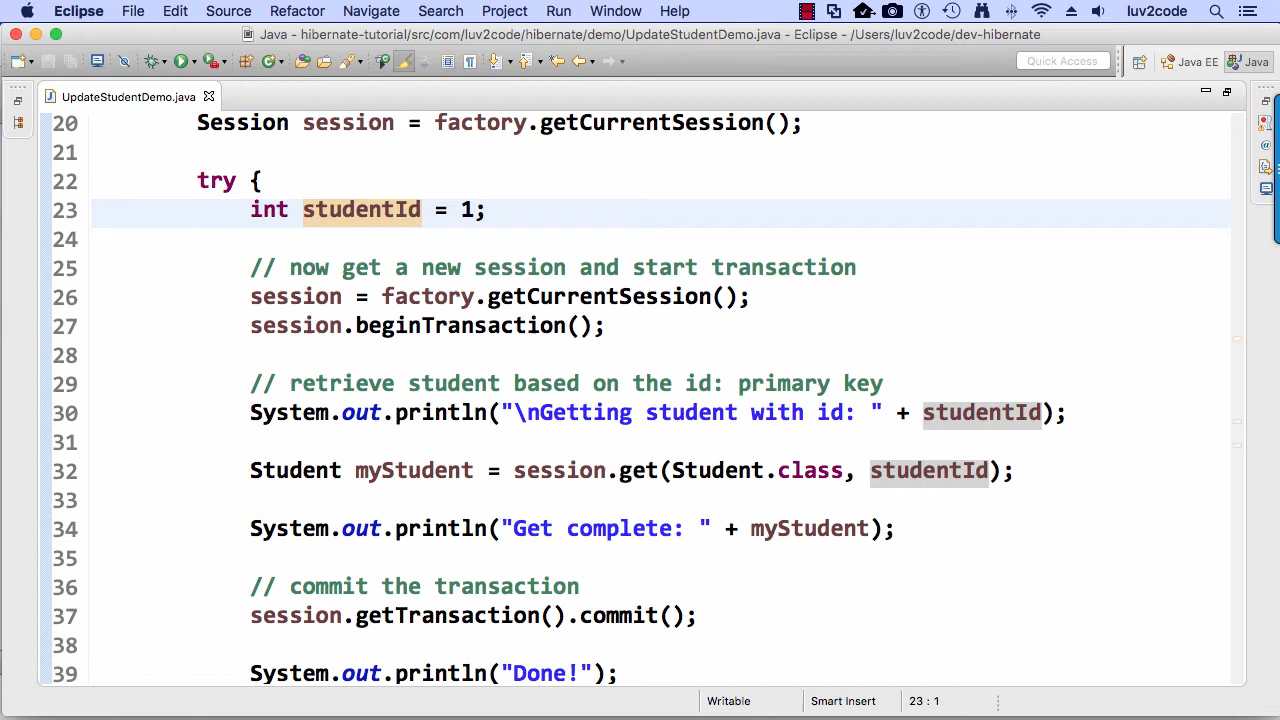 Eclipse File Edit Source Refactor Navigate Search Project Run Window Help luv2code
Java - hibernate-tutorial/src/com/luv2code/hibernate/demo/UpdateStudentDemo.java - Eclipse - /Users/luv2code/dev-hibernate
Quick Access Java EE Java
UpdateStudentDemo.java
20 Session session = factory.getCurrentSession();
21
22 try {
23 int studentId = 1;
24
25 // now get a new session and start transaction
26 session = factory.getCurrentSession();
27 session.beginTransaction();
28
29 // retrieve student based on the id: primary key
30 System.out.println("\nGetting student with id: " + studentId);
31
32 Student myStudent = session.get(Student.class, studentId);
33
34 System.out.println("Get complete: " + myStudent);
35
36 // commit the transaction
37 session.getTransaction().commit();
38
39 System.out.println("Done!");
Writable Smart Insert 23 : 1